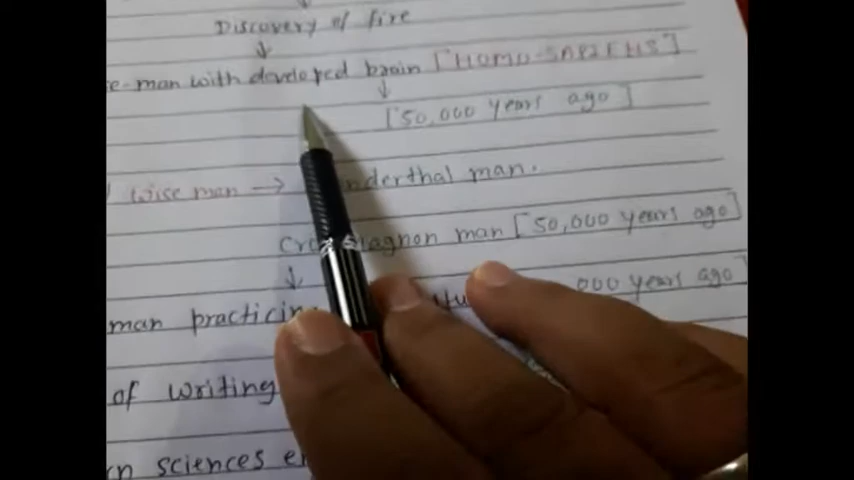 Discovery of fire
↓
e-man with developed brain [HOMO-SAPIENS]
↓
[50,000 years ago]
wise man → nderthal man.
Cro magnon man [50,000 years ago]
↓
man practicin 000 years ago]
of writing
rn sciences e